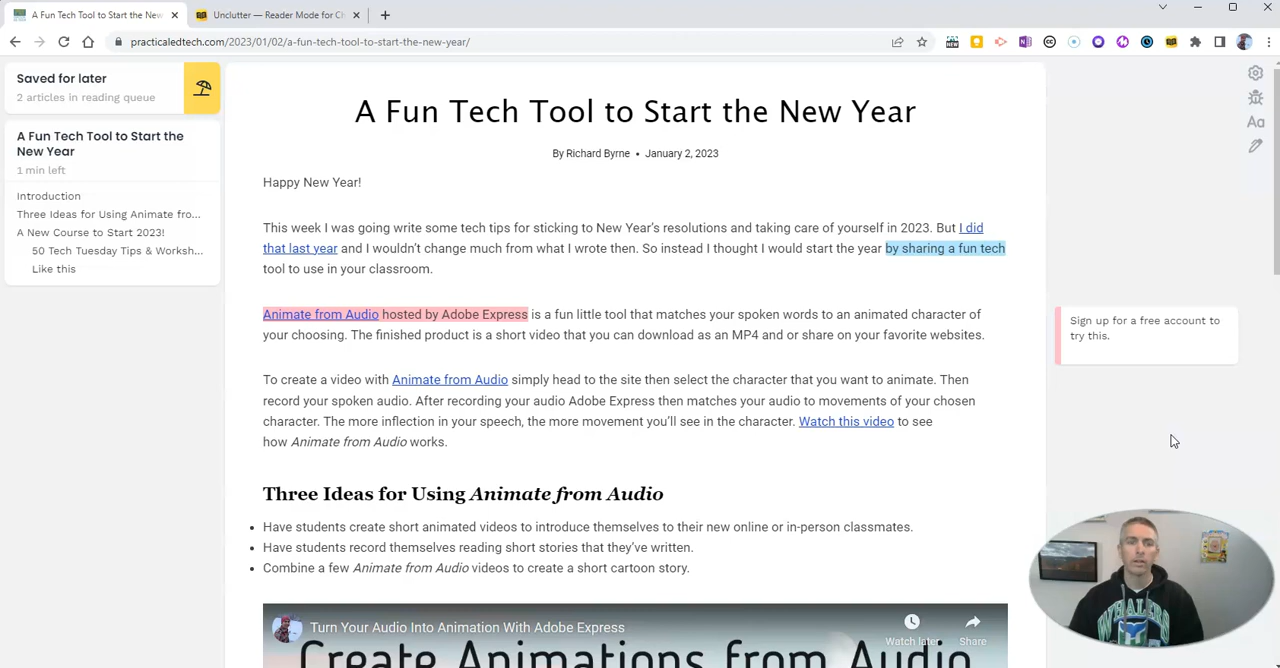 A Fun Tech Tool to Start the New
Unclutter — Reader Mode for Ch
practicaledtech.com/2023/01/02/a-fun-tech-tool-to-start-the-new-year/
Saved for later
2 articles in reading queue
A Fun Tech Tool to Start the
New Year
1 min left
Introduction
Three Ideas for Using Animate fro...
A New Course to Start 2023!
50 Tech Tuesday Tips & Worksh...
Like this
A Fun Tech Tool to Start the New Year
By Richard Byrne • January 2, 2023
Happy New Year!
This week I was going write some tech tips for sticking to New Year's resolutions and taking care of yourself in 2023. But I did
that last year and I wouldn't change much from what I wrote then. So instead I thought I would start the year by sharing a fun tech
tool to use in your classroom.
Animate from Audio hosted by Adobe Express is a fun little tool that matches your spoken words to an animated character of
your choosing. The finished product is a short video that you can download as an MP4 and or share on your favorite websites.
To create a video with Animate from Audio simply head to the site then select the character that you want to animate. Then
record your spoken audio. After recording your audio Adobe Express then matches your audio to movements of your chosen
character. The more inflection in your speech, the more movement you'll see in the character. Watch this video to see
how Animate from Audio works.
Three Ideas for Using Animate from Audio
• Have students create short animated videos to introduce themselves to their new online or in-person classmates.
• Have students record themselves reading short stories that they've written.
• Combine a few Animate from Audio videos to create a short cartoon story.
Turn Your Audio Into Animation With Adobe Express
Watch later
Share
Create Animations from Audio
Aa
Sign up for a free account to
try this.
WHALERS